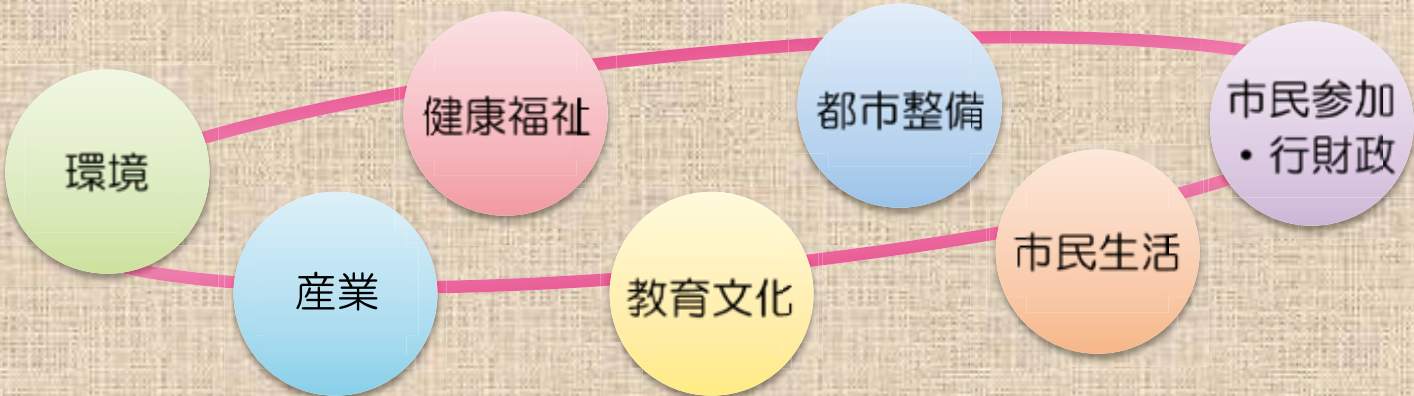 環境
健康福祉
都市整備
市民参加
・行財政
産業
教育文化
市民生活